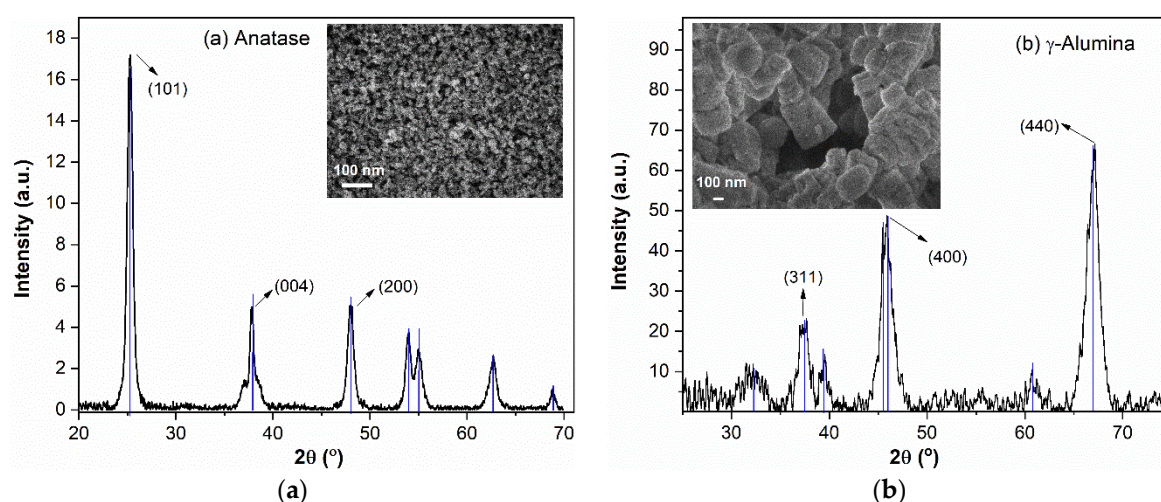 (a) Anatase
18
16
14
12
10
8
6
4
2
0
Intensity (a.u.)
(101)
(004)
(200)
100 nm
20 30 40 50 60 70
2θ (°)
(a)
(b) γ-Alumina
90
80
70
60
50
40
30
20
10
Intensity (a.u.)
100 nm
(440)
(400)
(311)
30 40 50 60 70
2θ (°)
(b)